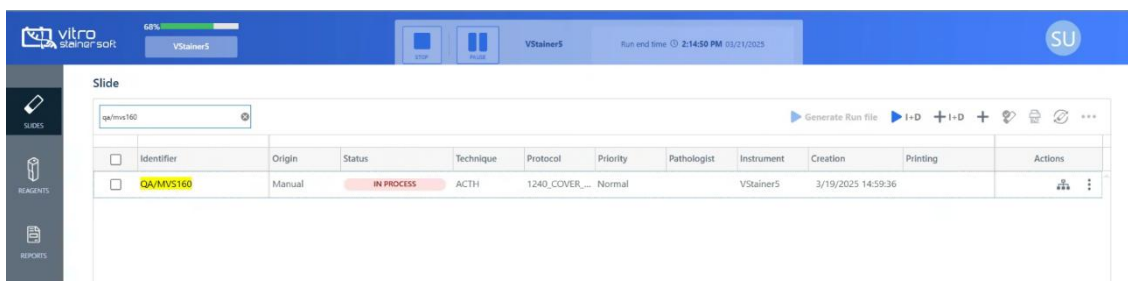 vitro
stainersoft
68%
VStainer5
STOP
PAUSE
VStainer5
Run end time 2:14:50 PM 03/21/2025
SU
SLIDES
REAGENTS
REPORTS
Slide
qa/mvs160
Generate Run file I+D I+D
Identifier Origin Status Technique Protocol Priority Pathologist Instrument Creation Printing Actions
QA/MVS160 Manual IN PROCESS ACTH 1240_COVER_... Normal VStainer5 3/19/2025 14:59:36